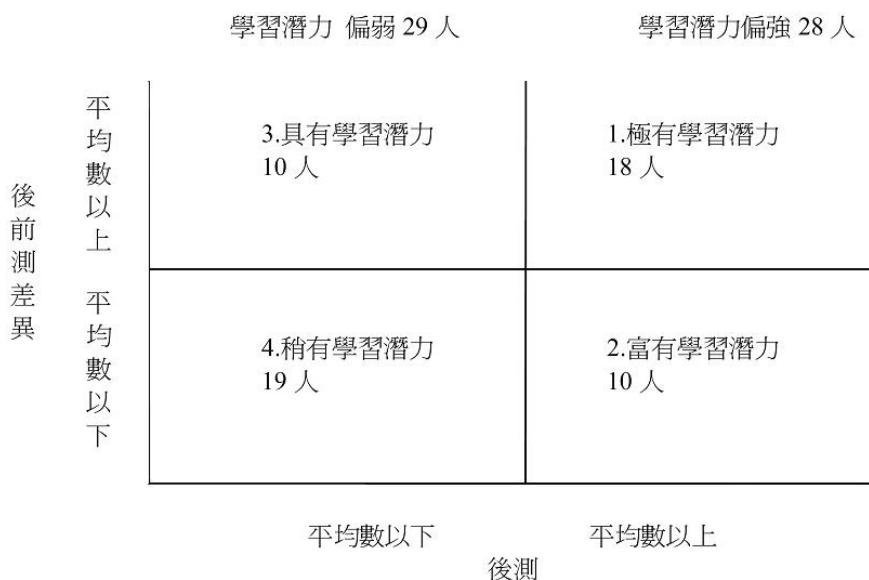 學習潛力 偏弱 29 人
學習潛力偏強 28 人
後前測差異
平均數以上
3.具有學習潛力
10 人
1.極有學習潛力
18 人
平均數以下
4.稍有學習潛力
19 人
2.富有學習潛力
10 人
平均數以下
平均數以上
後測